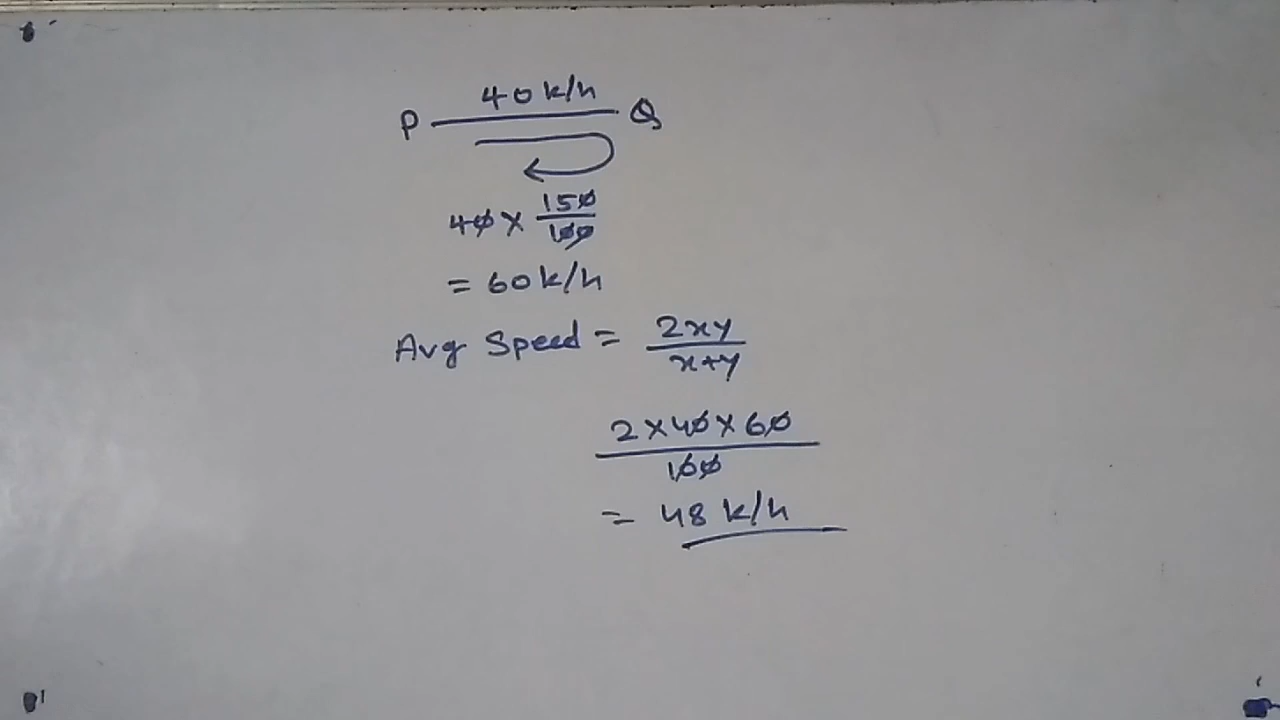 40 k/h
P Q
40 × 150/100
= 60 k/h
Avg Speed = 2xy/x+y
2 × 40 × 60/100
= 48 k/h